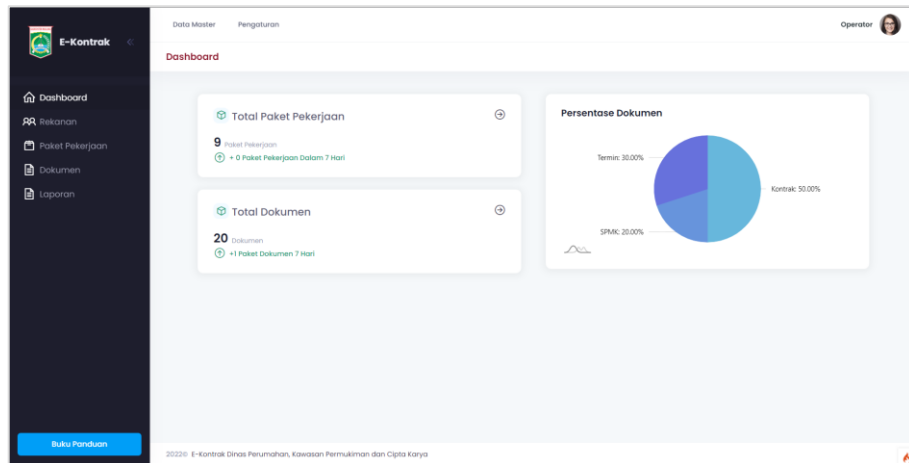 E-Kontrak
Dashboard
Rekanan
Paket Pekerjaan
Dokumen
Laporan
Buku Panduan
Data Master Pengaturan Operator
Dashboard
Total Paket Pekerjaan
9 Paket Pekerjaan
+ 0 Paket Pekerjaan Dalam 7 Hari
Total Dokumen
20 Dokumen
+1 Paket Dokumen 7 Hari
Persentase Dokumen
Termin: 30.00%
Kontrak: 50.00%
SPMK: 20.00%
2022© E-Kontrak Dinas Perumahan, Kawasan Permukiman dan Cipta Karya